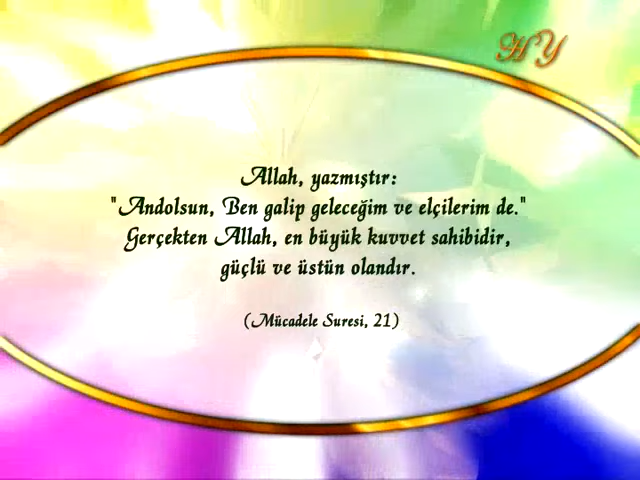 HY
Allah, yazmıştır:
"Andolsun, Ben galip geleceğim ve elçilerim de."
Gerçekten Allah, en büyük kuvvet sahibidir,
güçlü ve üstün olandır.
(Mücadele Suresi, 21)